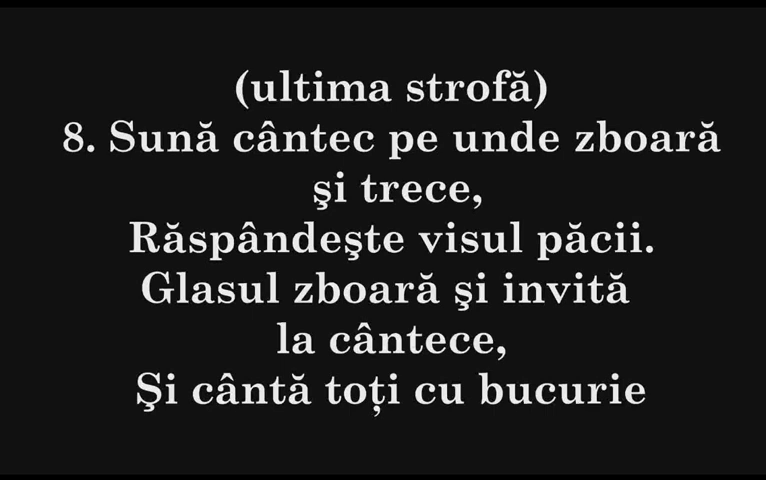 (ultima strofă)
8. Sună cântec pe unde zboară
şi trece,
Răspândeşte visul păcii.
Glasul zboară şi invită
la cântece,
Şi cântă toți cu bucurie